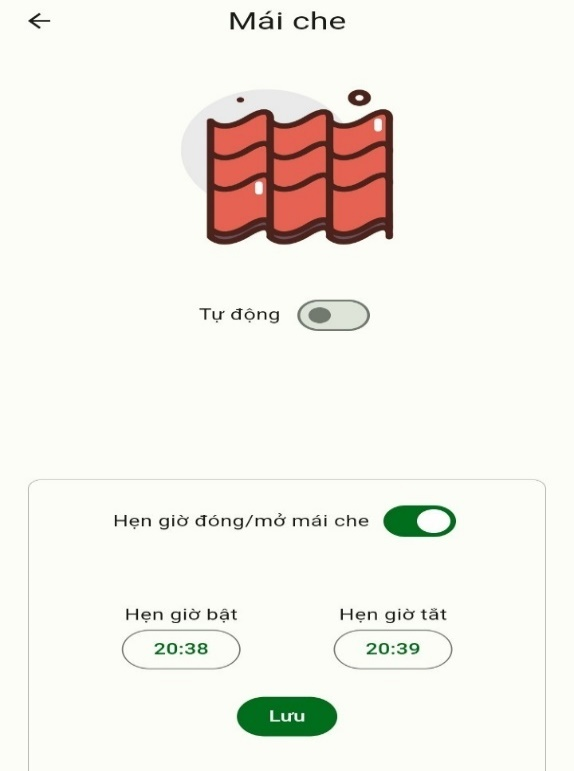 Mái che
Tự động
Hẹn giờ đóng/mở mái che
Hẹn giờ bật Hẹn giờ tắt
20:38 20:39
Lưu